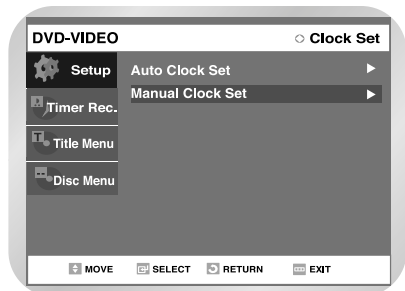 DVD-VIDEO
Clock Set
Setup
Auto Clock Set
Manual Clock Set
Timer Rec.
Title Menu
Disc Menu
MOVE SELECT RETURN EXIT